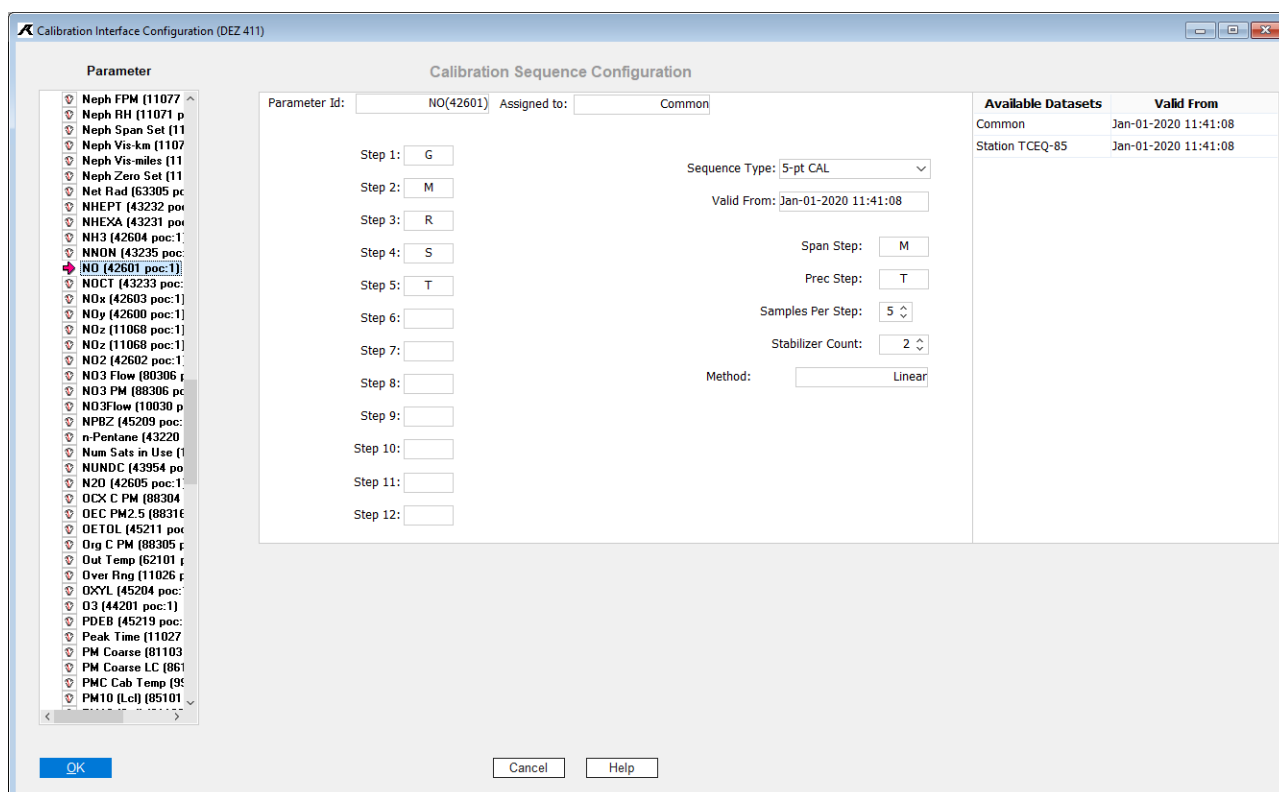 Calibration Interface Configuration (DEZ 411)
Parameter
Calibration Sequence Configuration
Neph FPM (11077
Neph RH (11071 p
Neph Span Set (11
Neph Vis-km (1107
Neph Vis-miles (11
Neph Zero Set (11
Net Rad (63305 po
NHEPT (43232 poc
NHEXA (43231 poc
NH3 (42604 poc:1)
NNON (43235 poc:
NO (42601 poc:1)
NOCT (43233 poc:
NOx (42603 poc:1)
NOy (42600 poc:1)
NOz (11068 poc:1)
NOz (11068 poc:1)
NO2 (42602 poc:1)
NO3 Flow (80306 p
NO3 PM (88306 po
NO3Flow (10030 p
NPBZ (45209 poc:
n-Pentane (43220
Num Sats in Use (1
NUNDC (43954 po
N2O (42605 poc:1)
OCX C PM (88304
OEC PM2.5 (88316
OETOL (45211 poc
Org C PM (88305 p
Out Temp (62101 p
Over Rng (11026 p
OXYL (45204 poc:1
O3 (44201 poc:1)
PDEB (45219 poc:
Peak Time (11027
PM Coarse (81103
PM Coarse LC (861
PMC Cab Temp (99
PM10 (Lcl) (85101
Parameter Id: NO(42601) Assigned to: Common
Step 1: G
Step 2: M
Step 3: R
Step 4: S
Step 5: T
Step 6:
Step 7:
Step 8:
Step 9:
Step 10:
Step 11:
Step 12:
Sequence Type: 5-pt CAL
Valid From: Jan-01-2020 11:41:08
Span Step: M
Prec Step: T
Samples Per Step: 5
Stabilizer Count: 2
Method: Linear
Available Datasets Valid From
Common Jan-01-2020 11:41:08
Station TCEQ-85 Jan-01-2020 11:41:08
OK
Cancel
Help